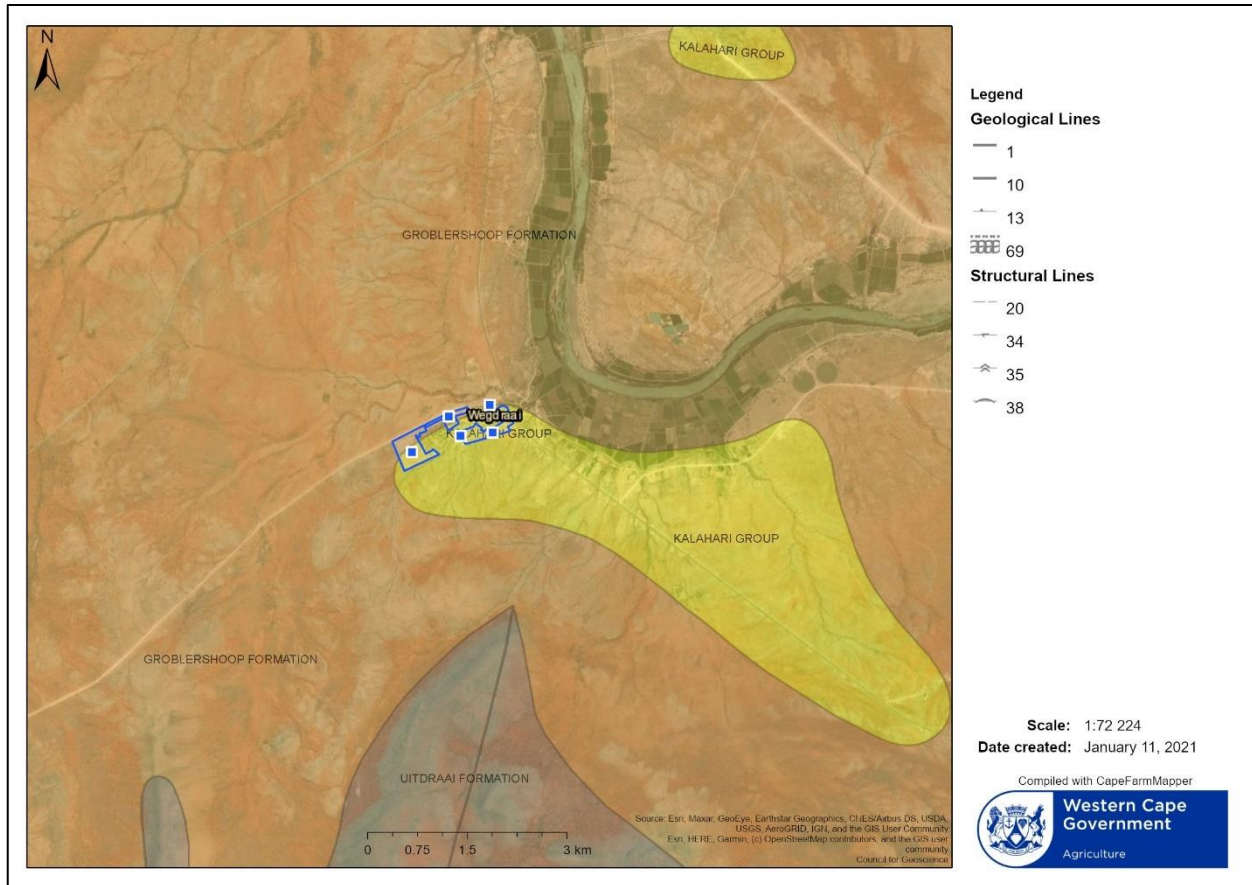 N
KALAHARI GROUP
GROBLERSHOOP FORMATION
Wegdraai
KALAHARI GROUP
KALAHARI GROUP
GROBLERSHOOP FORMATION
UITDRAAI FORMATION
0 0.75 1.5 3 km
Source: Esri, Maxar, GeoEye, Earthstar Geographics, CNES/Airbus DS, USDA,
USGS, AeroGRID, IGN, and the GIS User Community
Esri, HERE, Garmin, (c) OpenStreetMap contributors, and the GIS user
community
Council for Geoscience
Legend
Geological Lines
1
10
13
69
Structural Lines
20
34
35
38
Scale: 1:72 224
Date created: January 11, 2021
Compiled with CapeFarmMapper
Western Cape
Government
Agriculture